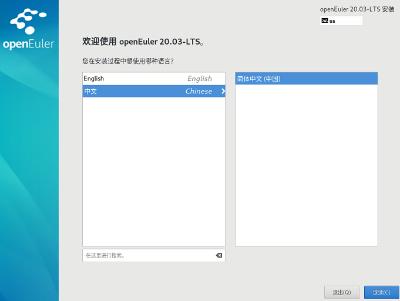 openEuler
openEuler 20.03-LTS 安装
us
欢迎使用 openEuler 20.03-LTS。
您在安装过程中想使用哪种语言?
English English
中文 Chinese
简体中文 (中国)
在这里进行搜索。
退出(Q)
继续(C)